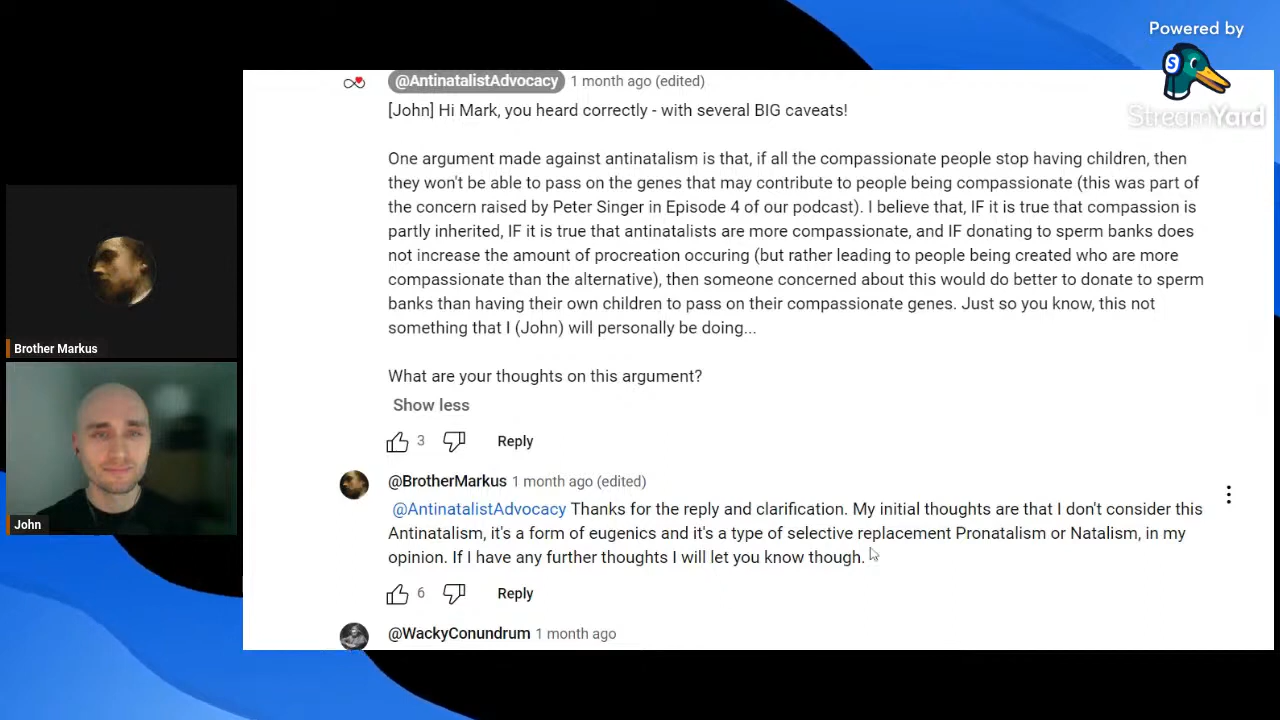 Powered by
StreamYard
@AntinatalistAdvocacy 1 month ago (edited)
[John] Hi Mark, you heard correctly - with several BIG caveats!
One argument made against antinatalism is that, if all the compassionate people stop having children, then
they won't be able to pass on the genes that may contribute to people being compassionate (this was part of
the concern raised by Peter Singer in Episode 4 of our podcast). I believe that, IF it is true that compassion is
partly inherited, IF it is true that antinatalists are more compassionate, and IF donating to sperm banks does
not increase the amount of procreation occuring (but rather leading to people being created who are more
compassionate than the alternative), then someone concerned about this would do better to donate to sperm
banks than having their own children to pass on their compassionate genes. Just so you know, this not
something that I (John) will personally be doing...
What are your thoughts on this argument?
Show less
3 Reply
@BrotherMarkus 1 month ago (edited)
@AntinatalistAdvocacy Thanks for the reply and clarification. My initial thoughts are that I don't consider this
Antinatalism, it's a form of eugenics and it's a type of selective replacement Pronatalism or Natalism, in my
opinion. If I have any further thoughts I will let you know though.
6 Reply
@WackyConundrum 1 month ago
Brother Markus
John